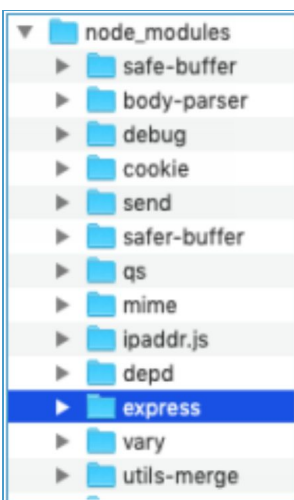 node_modules
safe-buffer
body-parser
debug
cookie
send
safer-buffer
qs
mime
ipaddr.js
depd
express
vary
utils-merge